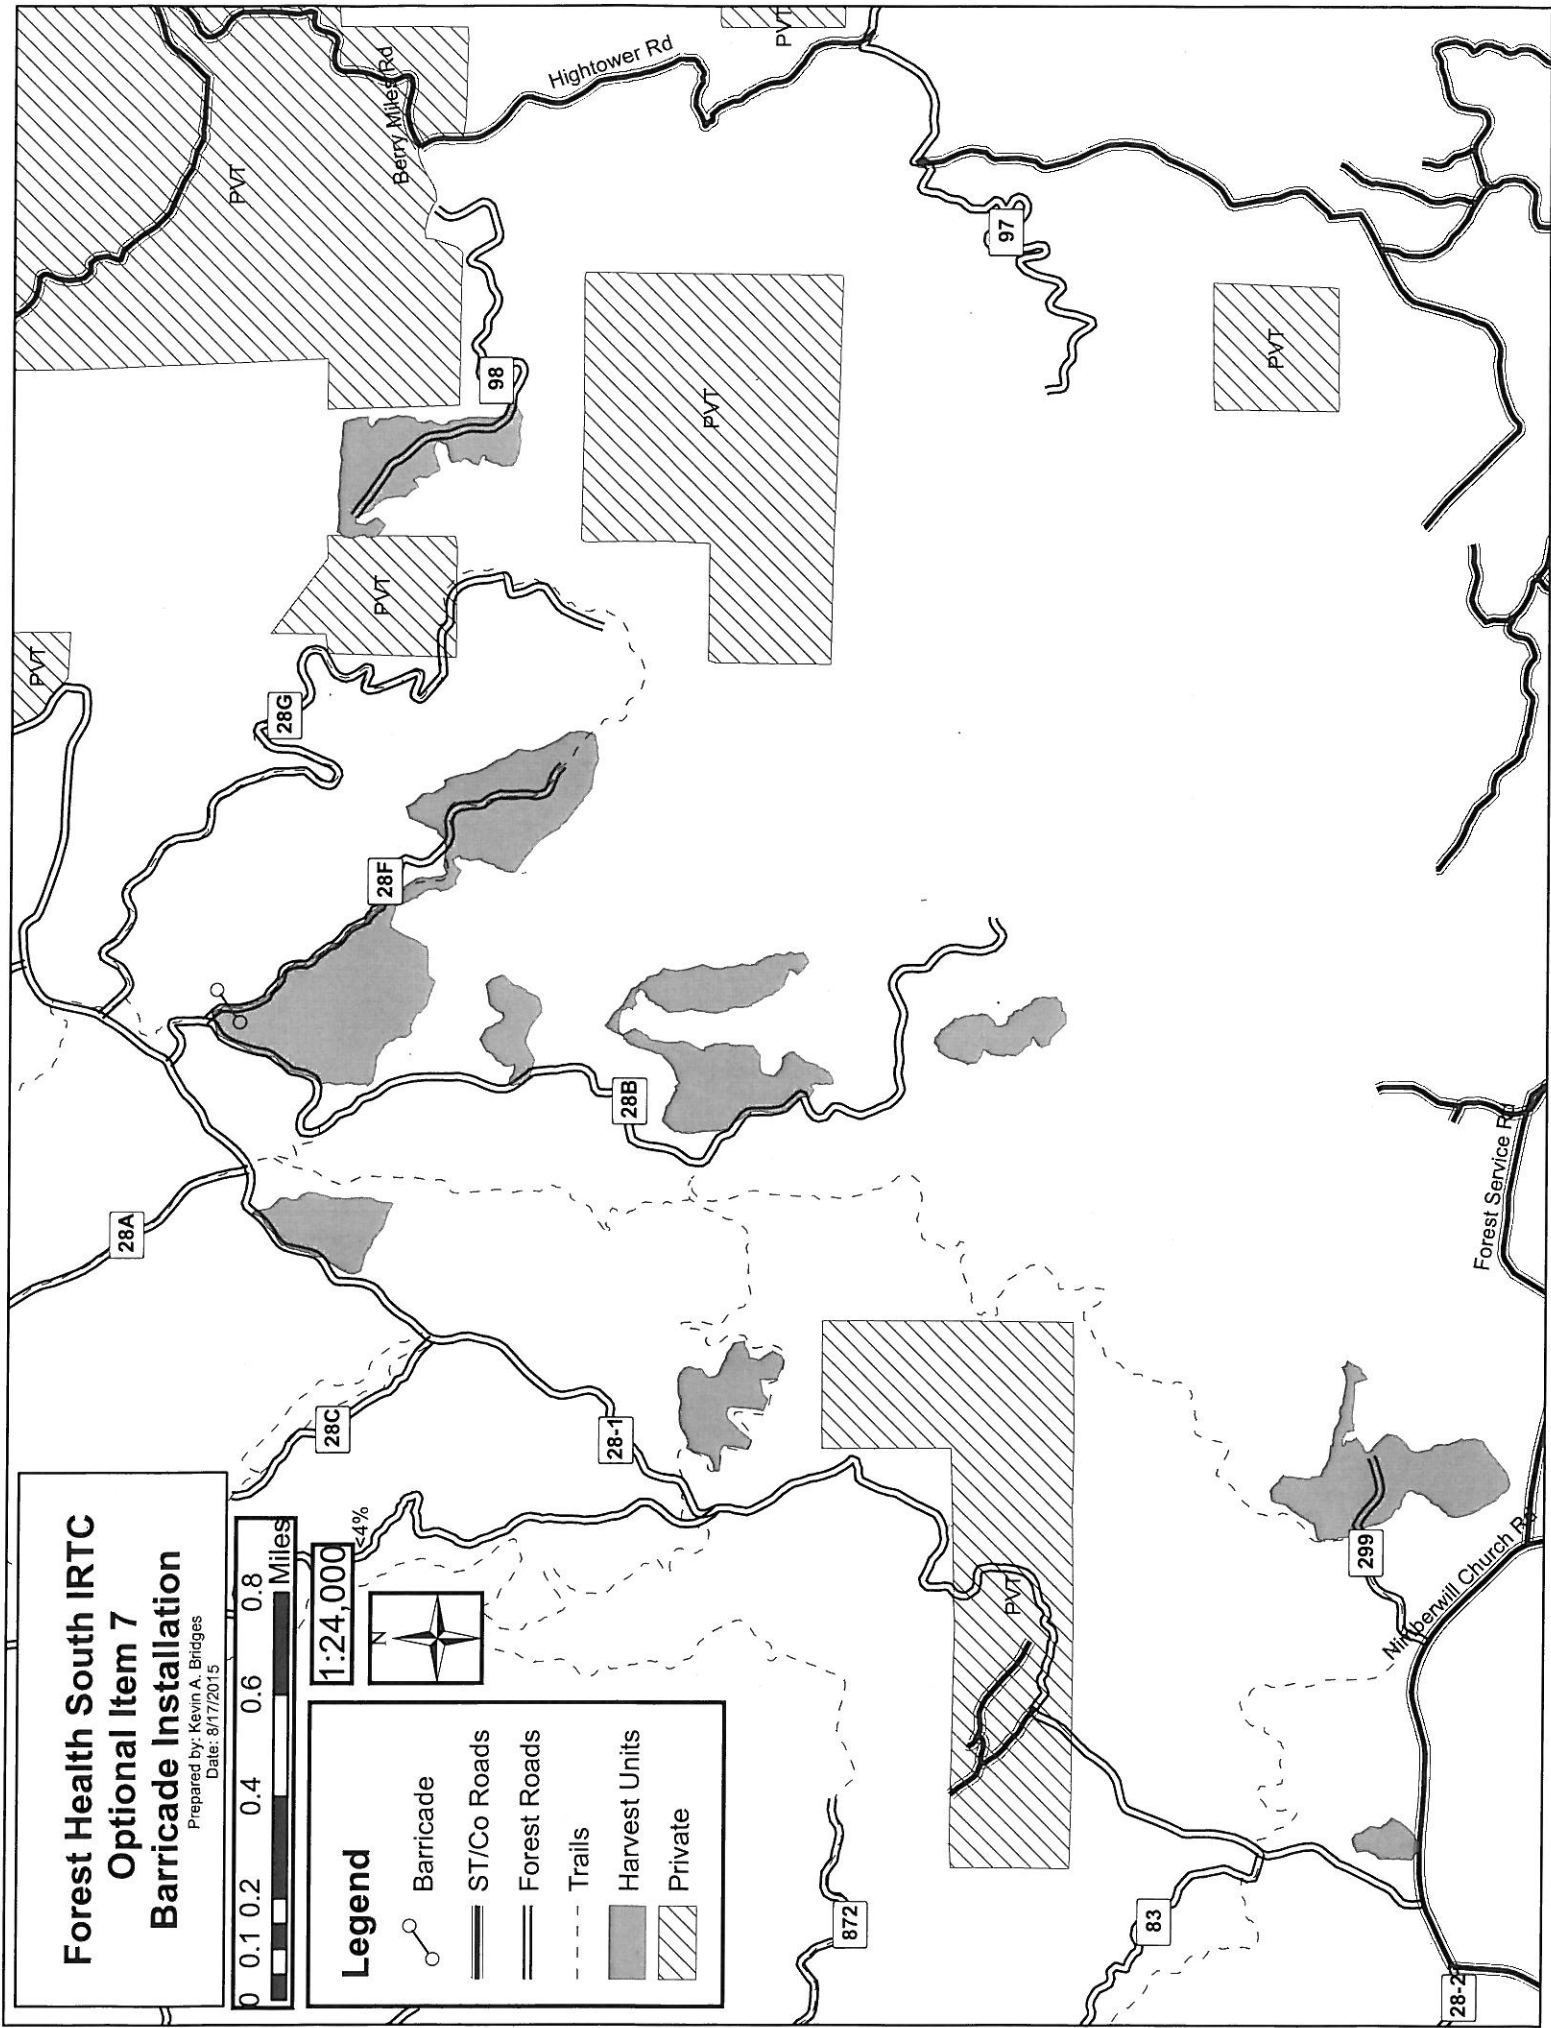 Forest Health South IRTC
Optional Item 7
Barricade Installation
Prepared by: Kevin A. Bridges
Date: 8/17/2015
0 0.1 0.2 0.4 0.6 0.8
Miles
1:24,000
<4%
N
Legend
Barricade
ST/Co Roads
Forest Roads
Trails
Harvest Units
Private
28A
28C
28-1
28B
28F
28G
98
97
872
83
28-2
299
PVT
PVT
PVT
PVT
PVT
PVT
PVT
Berry Miles Rd
Hightower Rd
Forest Service Rd
Nimberwill Church Rd